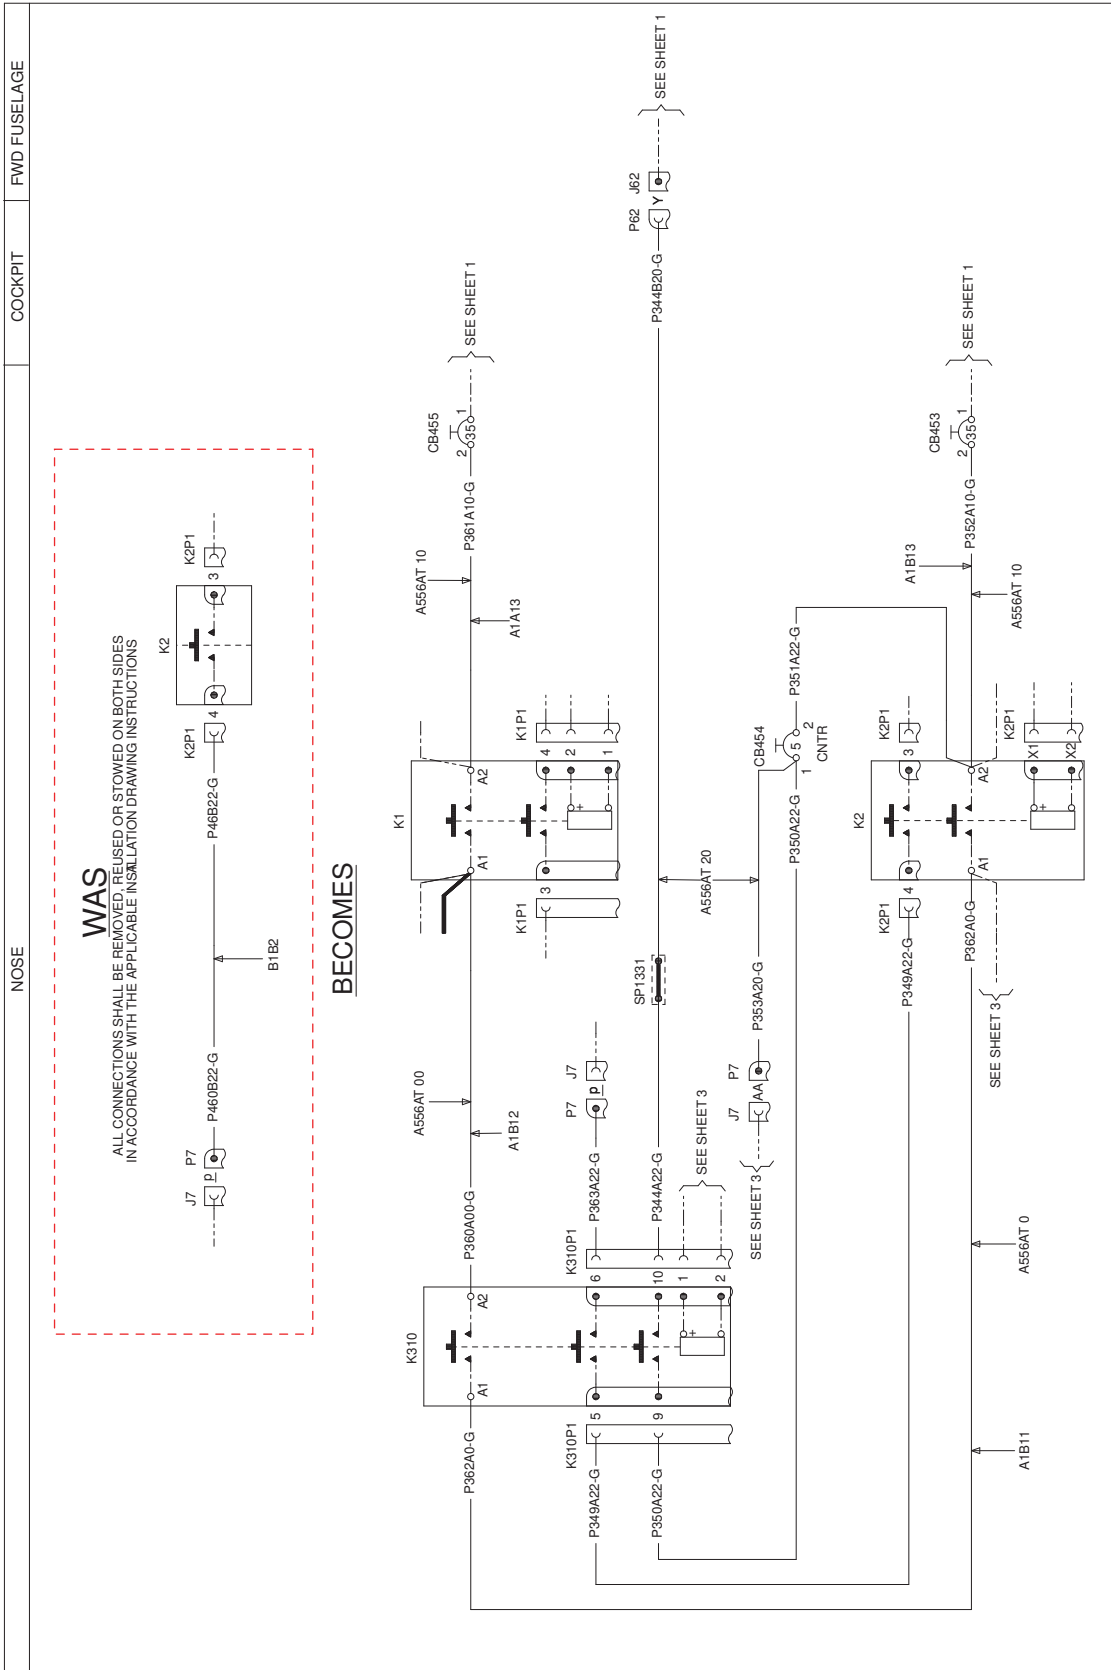 NOSE
COCKPIT
FWD FUSELAGE
WAS
ALL CONNECTIONS SHALL BE REMOVED, REUSED OR STOWED ON BOTH SIDES
IN ACCORDANCE WITH THE APPLICABLE INSALLATION DRAWING INSTRUCTIONS
J7
p
P7
P460B22-G
B1B2
P46B22-G
K2P1
4
K2
3
K2P1
BECOMES
K310
P362A0-G
A1
A2
P360A00-G
A556AT 00
A1B12
K1
A1
A2
A1A13
A556AT 10
P361A10-G
CB455
2
35
1
SEE SHEET 1
K1P1
3
4
2
1
+
K1P1
K310P1
P349A22-G
5
6
K310P1
P363A22-G
P7
p
J7
P350A22-G
9
10
P344A22-G
SP1331
P344B20-G
P62
Y
J62
SEE SHEET 1
+
1
2
SEE SHEET 3
A556AT 20
SEE SHEET 3
J7
AA
P7
P353A20-G
CB454
1
5
2
CNTR
P350A22-G
P351A22-G
K2
K2P1
P349A22-G
4
3
K2P1
P362A0-G
A1
A2
A1B13
A556AT 10
P352A10-G
CB453
2
35
1
SEE SHEET 1
+
X1
X2
K2P1
SEE SHEET 3
A1B11
A556AT 0